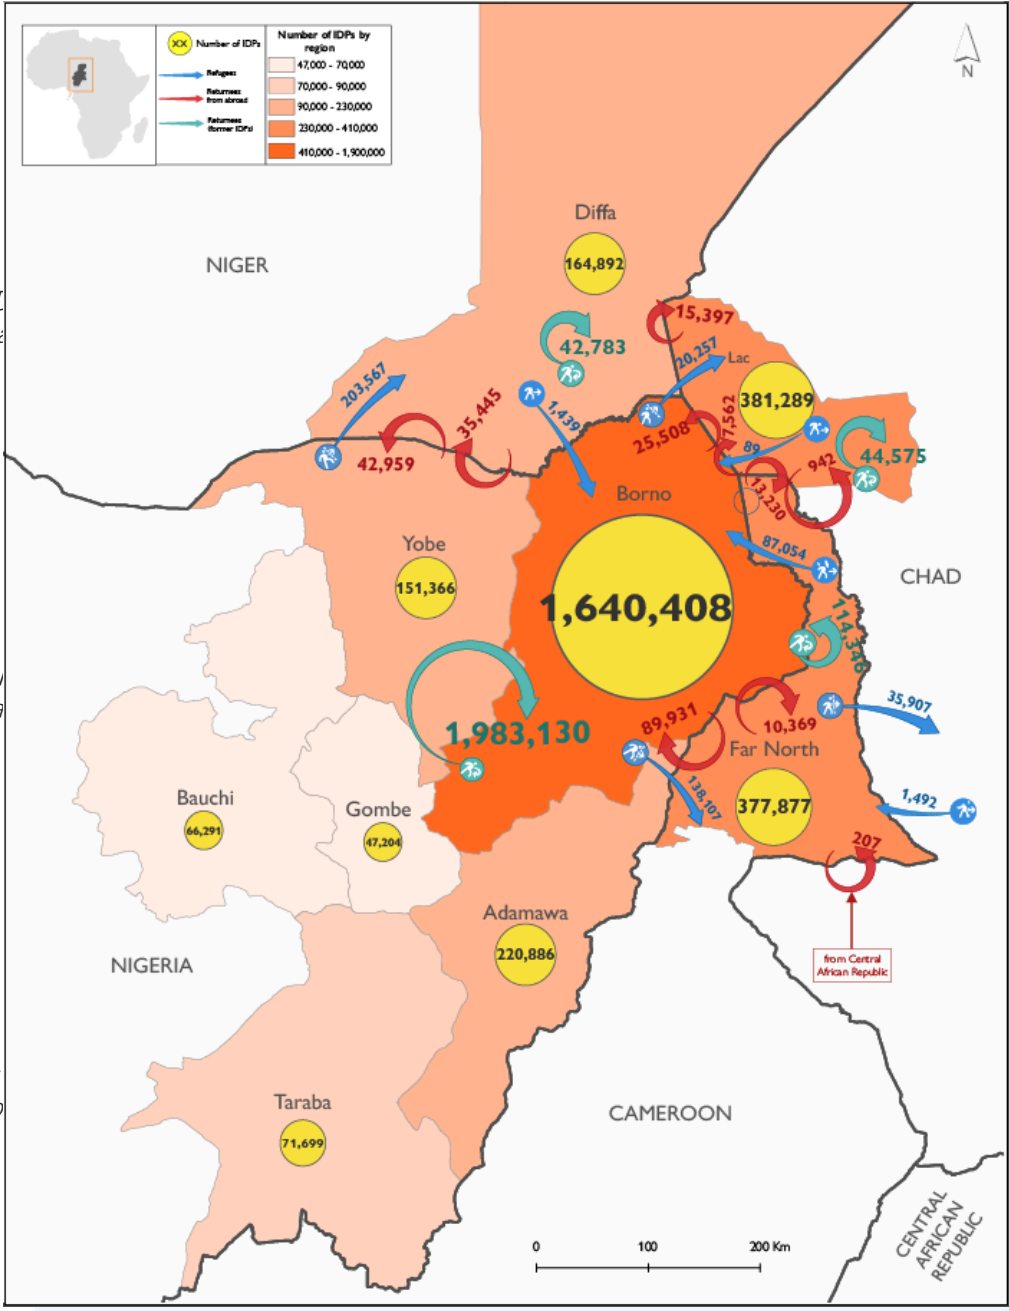 XX Number of IDPs
Refugees
Returnees
from abroad
Returnees
(former IDPs)
Number of IDPs by
region
47,000 - 70,000
70,000 - 90,000
90,000 - 230,000
230,000 - 410,000
410,000 - 1,900,000
N
Diffa
164,892
NIGER
15,397
42,783
20,257
Lac
203,567
381,289
35,445
1,439
7,562
25,508
89
42,959
942
44,575
13,230
Borno
Yobe
87,054
CHAD
151,366
1,640,408
114,346
35,907
89,931
10,369
1,983,130
Far North
138,107
1,492
Bauchi
377,877
Gombe
66,291
47,204
207
Adamawa
220,886
NIGERIA
from Central
African Republic
Taraba
CAMEROON
71,699
CENTRAL
AFRICAN
REPUBLIC
0 100 200 Km